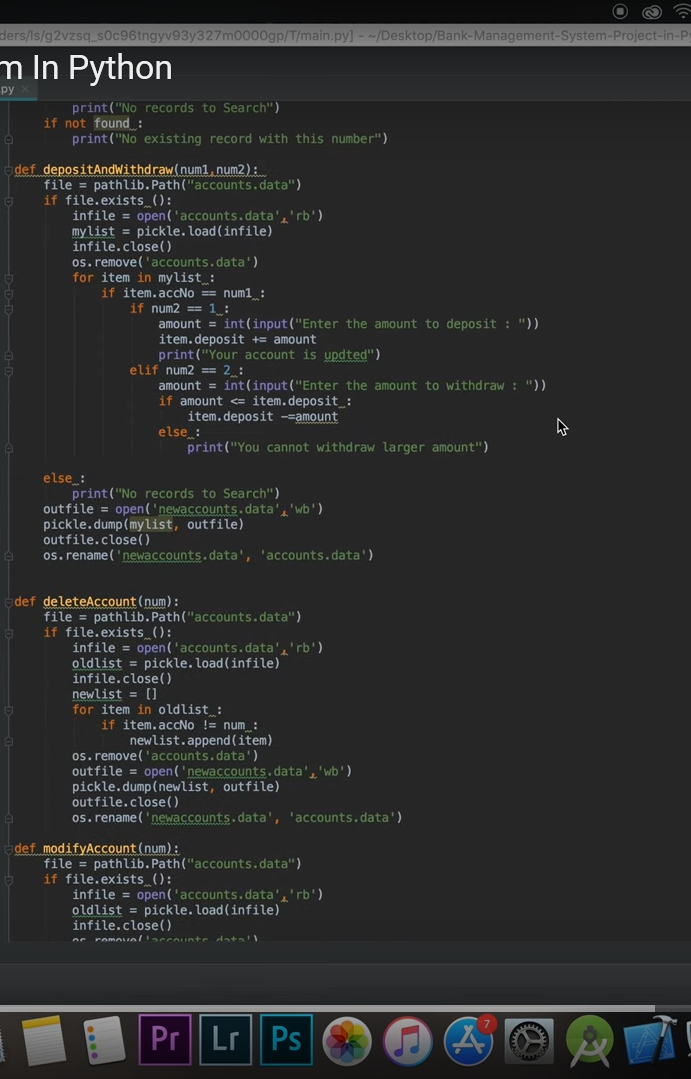 ders/ls/g2vzsq_s0c96tngyv93y327m0000gp/T/main.py] - ~/Desktop/Bank-Management-System-Project-in-P
m In Python
.py ×
print("No records to Search")
if not found :
print("No existing record with this number")
def depositAndWithdraw(num1,num2):
file = pathlib.Path("accounts.data")
if file.exists ():
infile = open('accounts.data','rb')
mylist = pickle.load(infile)
infile.close()
os.remove('accounts.data')
for item in mylist :
if item.accNo == num1 :
if num2 == 1 :
amount = int(input("Enter the amount to deposit : "))
item.deposit += amount
print("Your account is updted")
elif num2 == 2 :
amount = int(input("Enter the amount to withdraw : "))
if amount <= item.deposit :
item.deposit -=amount
else :
print("You cannot withdraw larger amount")
else :
print("No records to Search")
outfile = open('newaccounts.data','wb')
pickle.dump(mylist, outfile)
outfile.close()
os.rename('newaccounts.data', 'accounts.data')
def deleteAccount(num):
file = pathlib.Path("accounts.data")
if file.exists ():
infile = open('accounts.data','rb')
oldlist = pickle.load(infile)
infile.close()
newlist = []
for item in oldlist :
if item.accNo != num :
newlist.append(item)
os.remove('accounts.data')
outfile = open('newaccounts.data','wb')
pickle.dump(newlist, outfile)
outfile.close()
os.rename('newaccounts.data', 'accounts.data')
def modifyAccount(num):
file = pathlib.Path("accounts.data")
if file.exists ():
infile = open('accounts.data','rb')
oldlist = pickle.load(infile)
infile.close()
os.remove('accounts.data')
Pr Lr Ps 7